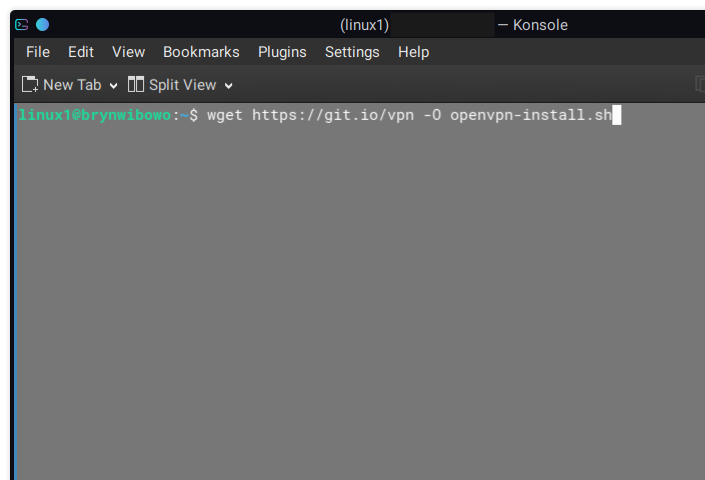 (linux1) — Konsole
File Edit View Bookmarks Plugins Settings Help
New Tab Split View
linux1@brynwibowo:~$ wget https://git.io/vpn -O openvpn-install.sh